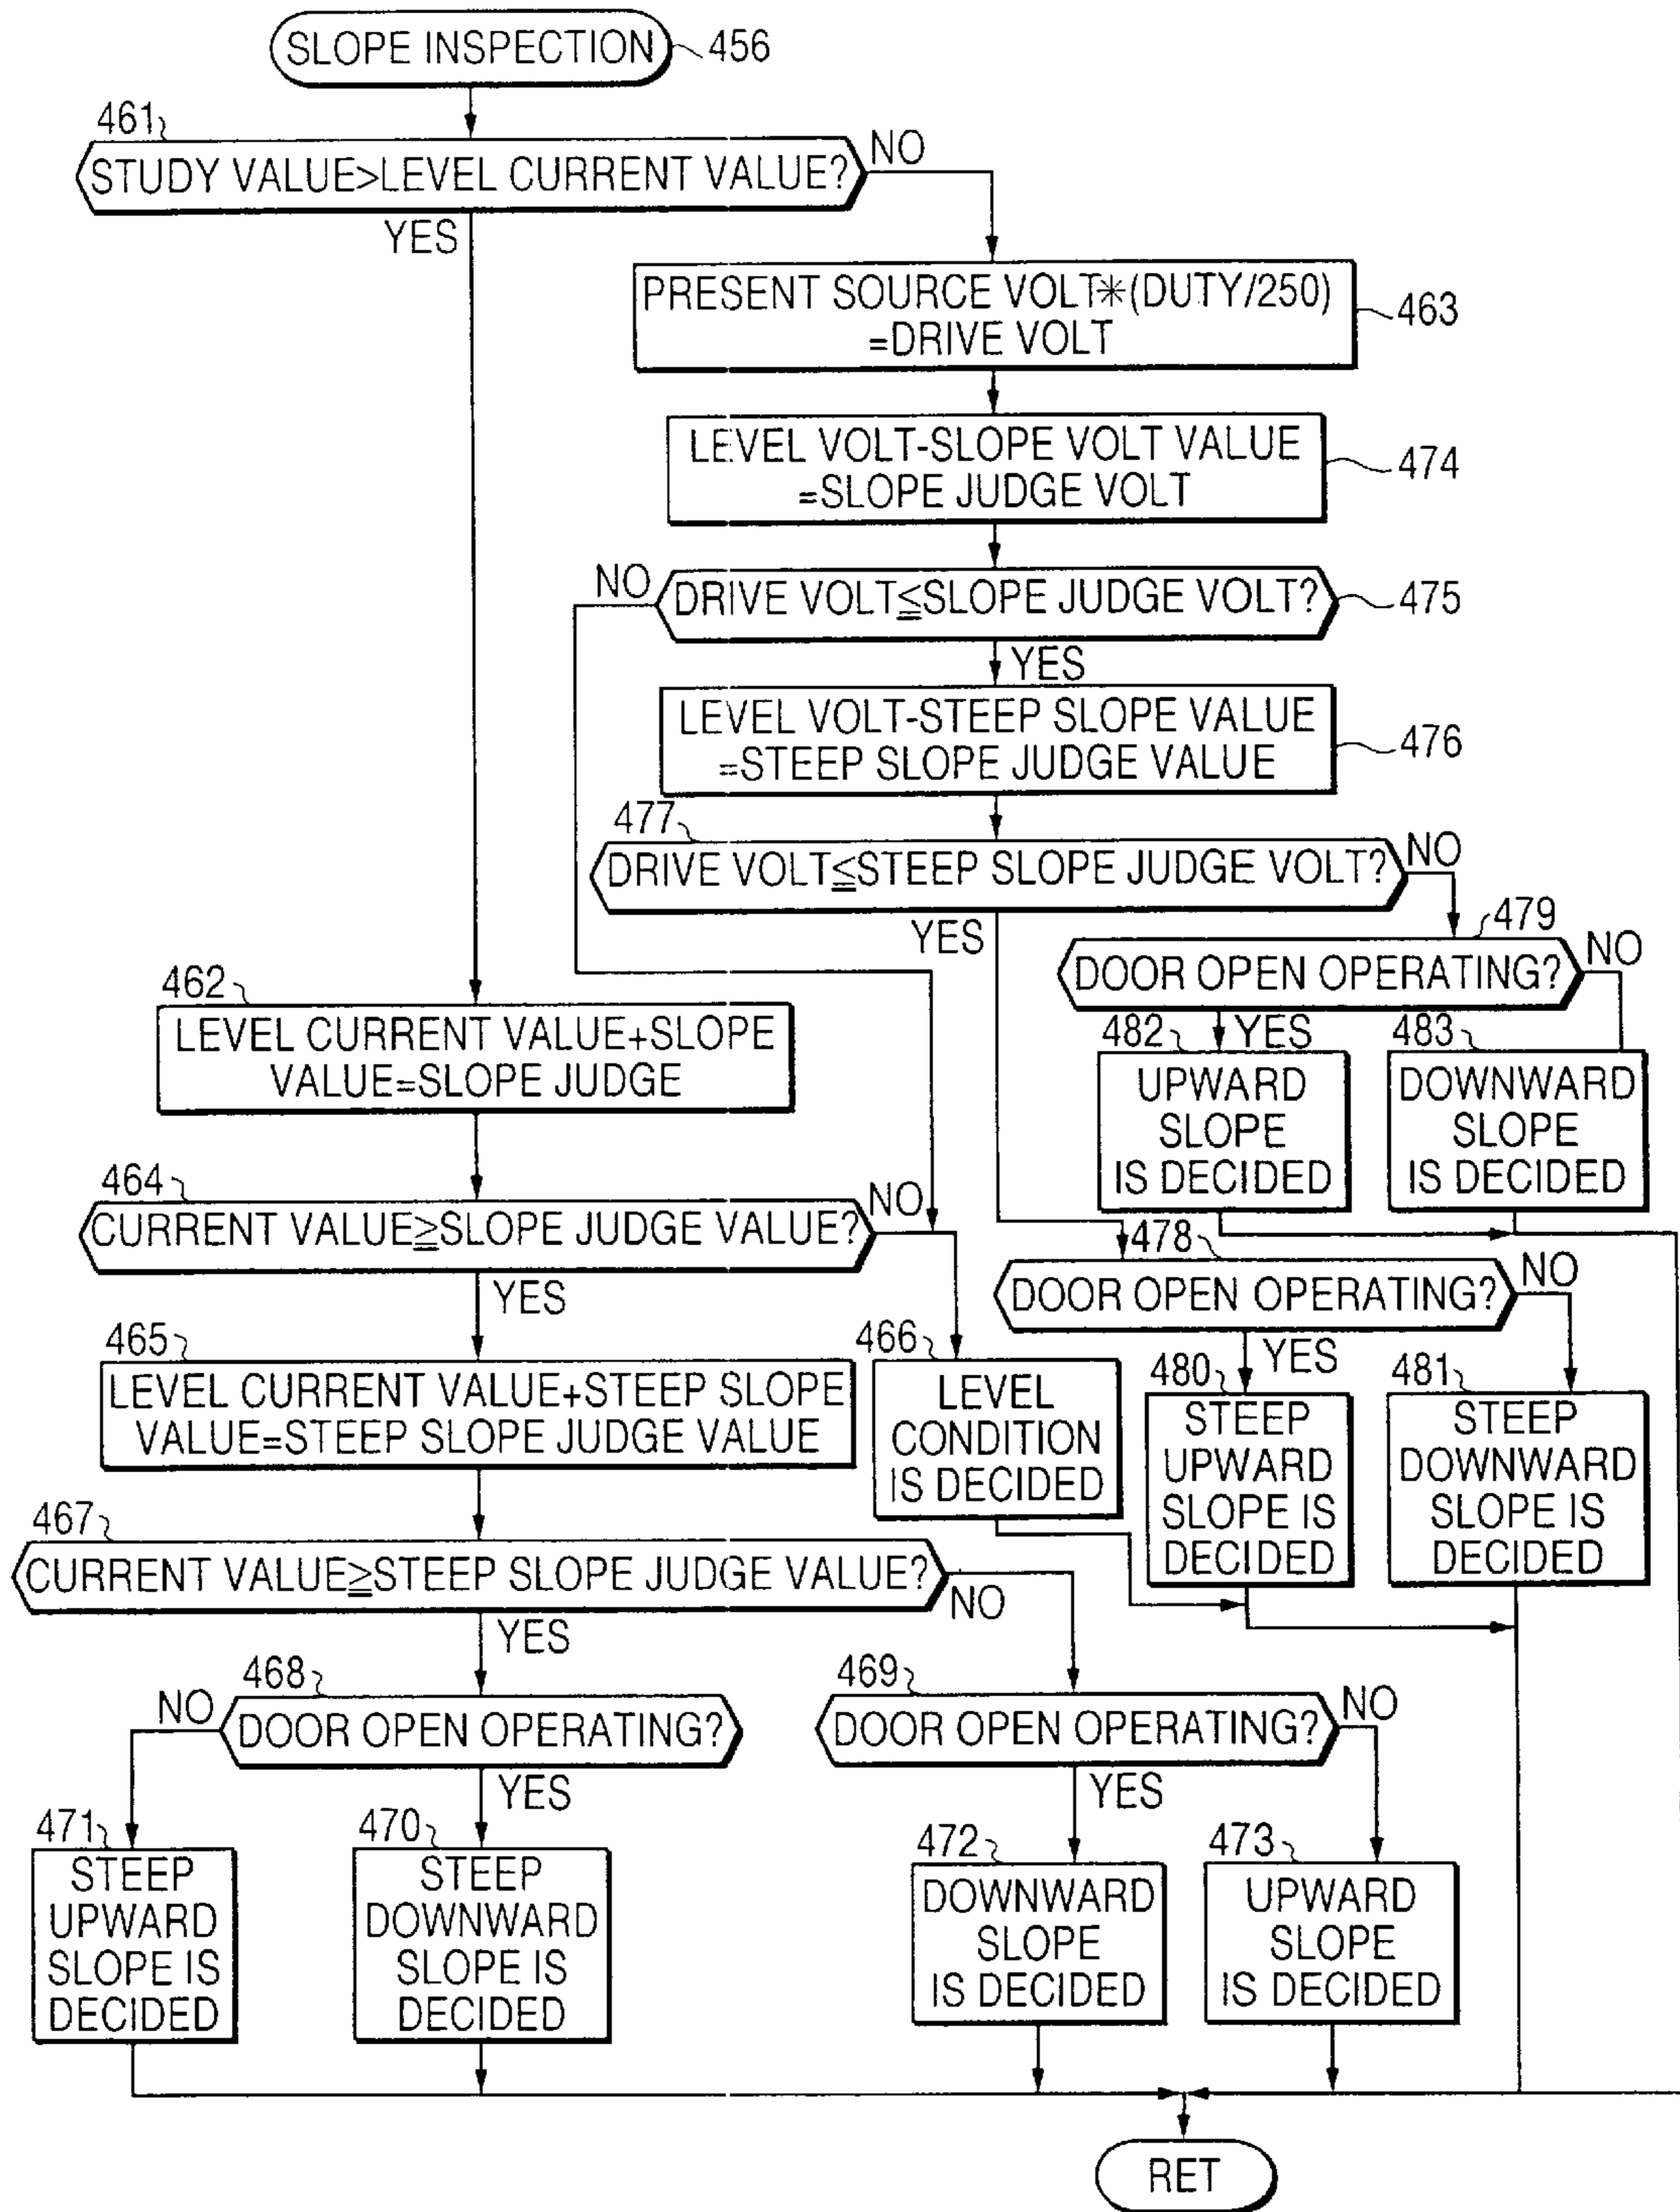 SLOPE INSPECTION
456
461
STUDY VALUE>LEVEL CURRENT VALUE?
NO
YES
PRESENT SOURCE VOLT*(DUTY/250)
=DRIVE VOLT
463
LEVEL VOLT-SLOPE VOLT VALUE
=SLOPE JUDGE VOLT
474
NO
DRIVE VOLT≦SLOPE JUDGE VOLT?
475
YES
LEVEL VOLT-STEEP SLOPE VALUE
=STEEP SLOPE JUDGE VALUE
476
477
DRIVE VOLT≦STEEP SLOPE JUDGE VOLT?
NO
YES
479
DOOR OPEN OPERATING?
NO
462
LEVEL CURRENT VALUE+SLOPE
VALUE=SLOPE JUDGE
482
YES
483
UPWARD
SLOPE
IS DECIDED
DOWNWARD
SLOPE
IS DECIDED
464
CURRENT VALUE≧SLOPE JUDGE VALUE?
NO
YES
478
DOOR OPEN OPERATING?
NO
YES
465
LEVEL CURRENT VALUE+STEEP SLOPE
VALUE=STEEP SLOPE JUDGE VALUE
466
LEVEL
CONDITION
IS DECIDED
480
STEEP
UPWARD
SLOPE IS
DECIDED
481
STEEP
DOWNWARD
SLOPE IS
DECIDED
467
CURRENT VALUE≧STEEP SLOPE JUDGE VALUE?
NO
YES
468
NO
DOOR OPEN OPERATING?
YES
469
DOOR OPEN OPERATING?
NO
YES
471
STEEP
UPWARD
SLOPE IS
DECIDED
470
STEEP
DOWNWARD
SLOPE IS
DECIDED
472
DOWNWARD
SLOPE
IS DECIDED
473
UPWARD
SLOPE
IS DECIDED
RET